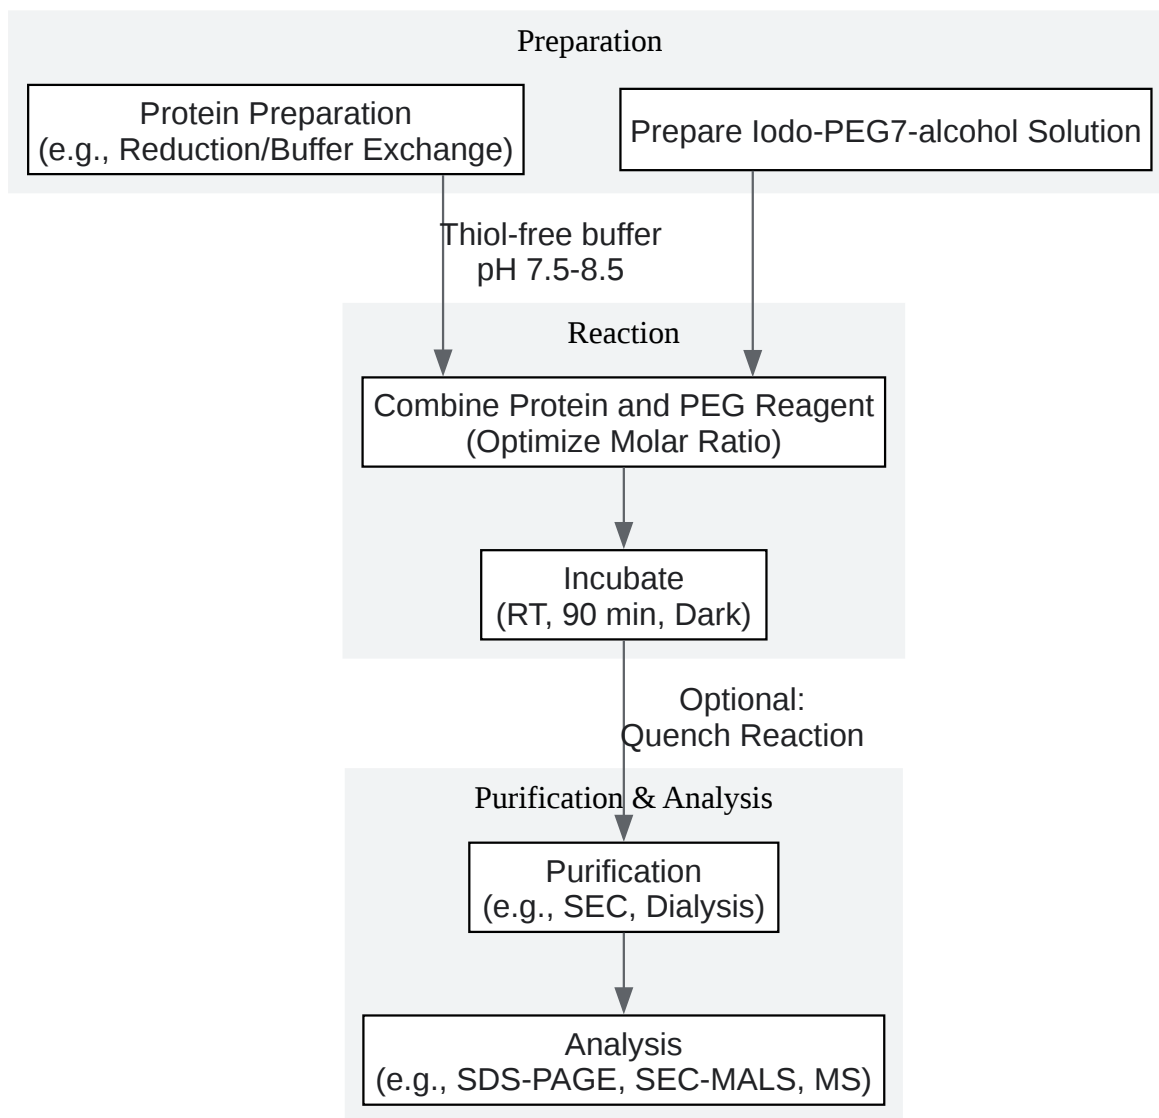 Preparation
Protein Preparation
(e.g., Reduction/Buffer Exchange)
Prepare Iodo-PEG7-alcohol Solution
Thiol-free buffer
pH 7.5-8.5
Reaction
Combine Protein and PEG Reagent
(Optimize Molar Ratio)
Incubate
(RT, 90 min, Dark)
Optional:
Quench Reaction
Purification & Analysis
Purification
(e.g., SEC, Dialysis)
Analysis
(e.g., SDS-PAGE, SEC-MALS, MS)